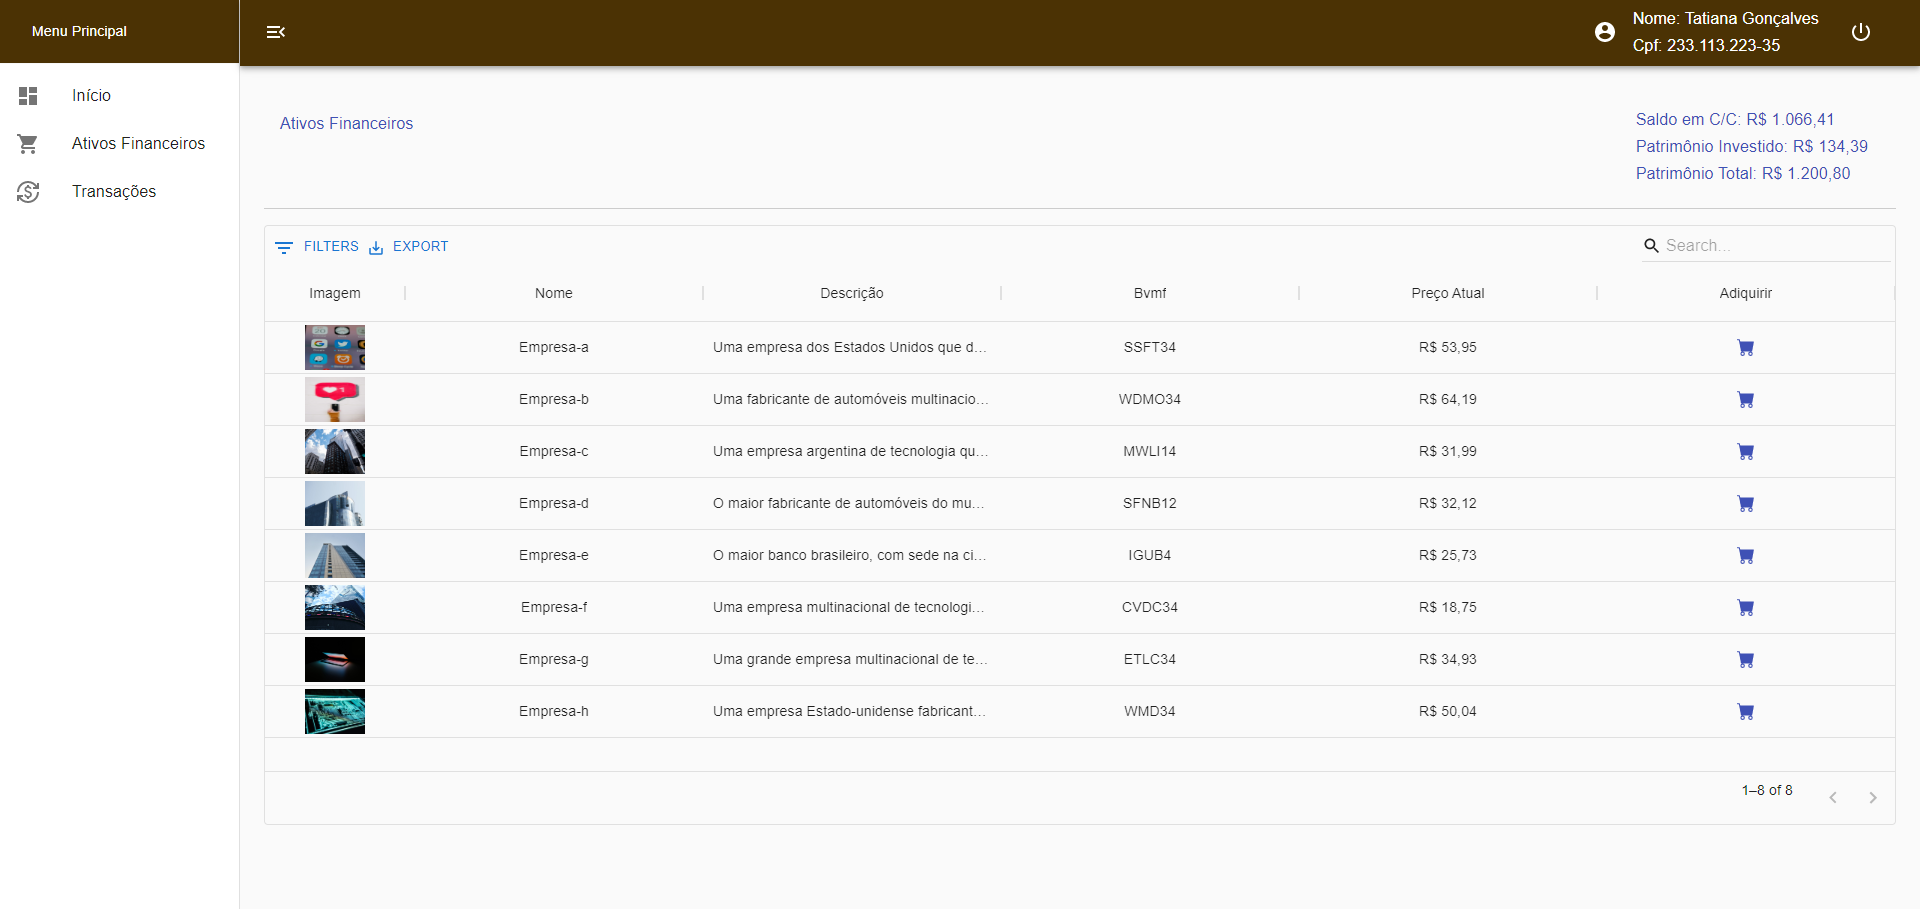 Menu Principal
Nome: Tatiana Gonçalves
Cpf: 233.113.223-35
Início
Ativos Financeiros
Transações
Ativos Financeiros
Saldo em C/C: R$ 1.066,41
Patrimônio Investido: R$ 134,39
Patrimônio Total: R$ 1.200,80
FILTERS EXPORT Search...
Imagem Nome Descrição Bvmf Preço Atual Adiquirir
Empresa-a Uma empresa dos Estados Unidos que d... SSFT34 R$ 53,95
Empresa-b Uma fabricante de automóveis multinacio... WDMO34 R$ 64,19
Empresa-c Uma empresa argentina de tecnologia qu... MWLI14 R$ 31,99
Empresa-d O maior fabricante de automóveis do mu... SFNB12 R$ 32,12
Empresa-e O maior banco brasileiro, com sede na ci... IGUB4 R$ 25,73
Empresa-f Uma empresa multinacional de tecnologi... CVDC34 R$ 18,75
Empresa-g Uma grande empresa multinacional de te... ETLC34 R$ 34,93
Empresa-h Uma empresa Estado-unidense fabricant... WMD34 R$ 50,04
1–8 of 8